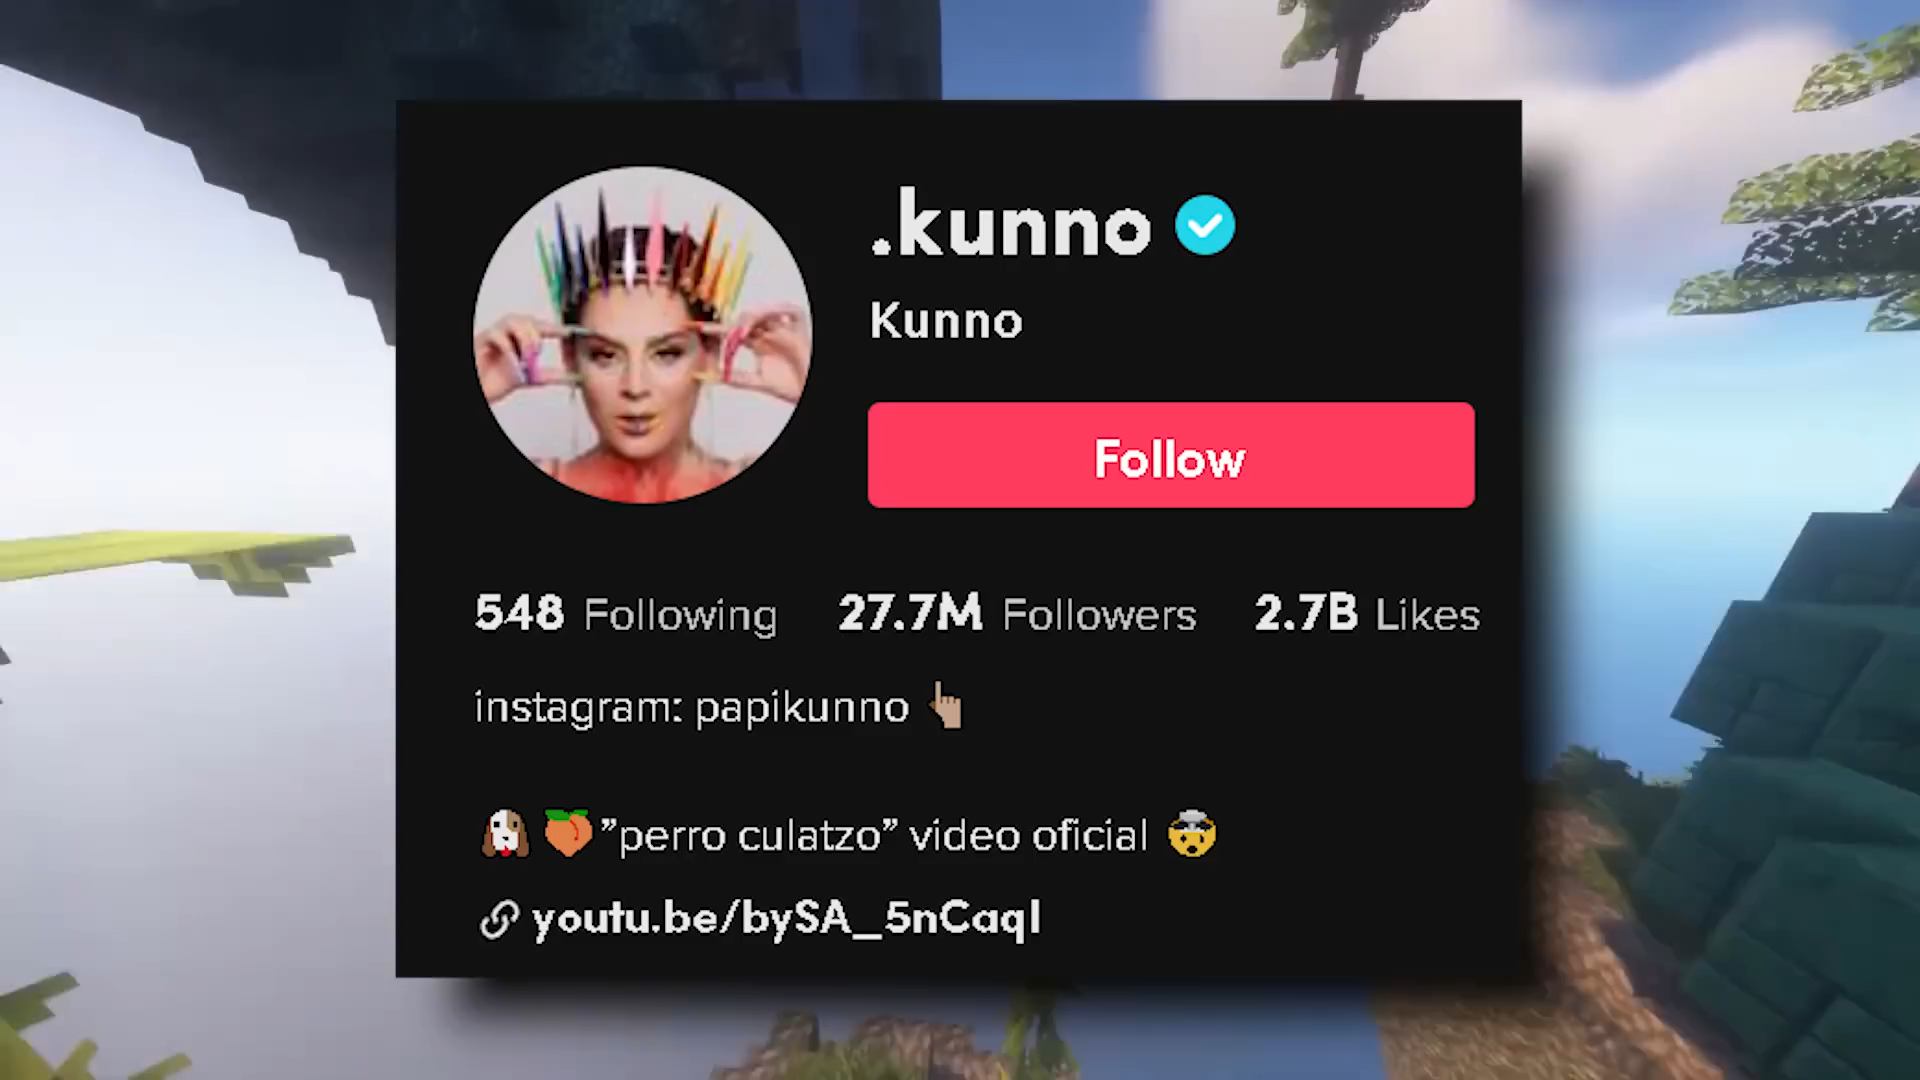 .kunno
Kunno
Follow
548 Following 27.7M Followers 2.7B Likes
instagram: papikunno
”perro culatzo” video oficial
youtu.be/bySA_5nCaqI